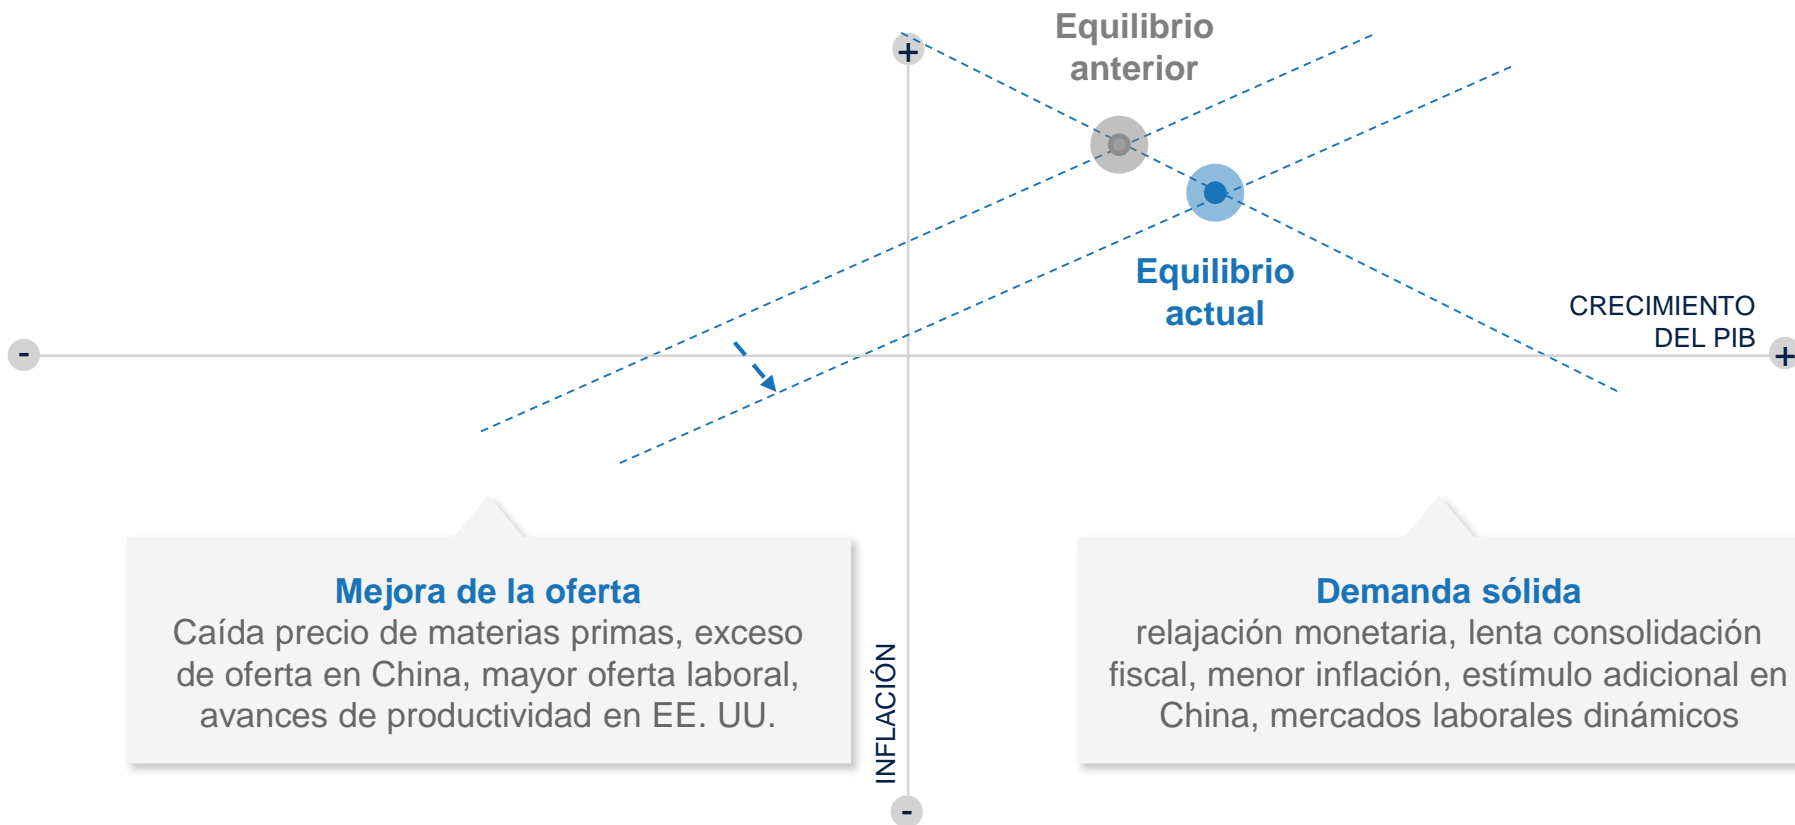 Equilibrio
anterior
+
Equilibrio
actual
CRECIMIENTO
DEL PIB
-
+
Mejora de la oferta
Caída precio de materias primas, exceso
de oferta en China, mayor oferta laboral,
avances de productividad en EE. UU.
INFLACIÓN
Demanda sólida
relajación monetaria, lenta consolidación
fiscal, menor inflación, estímulo adicional en
China, mercados laborales dinámicos
-